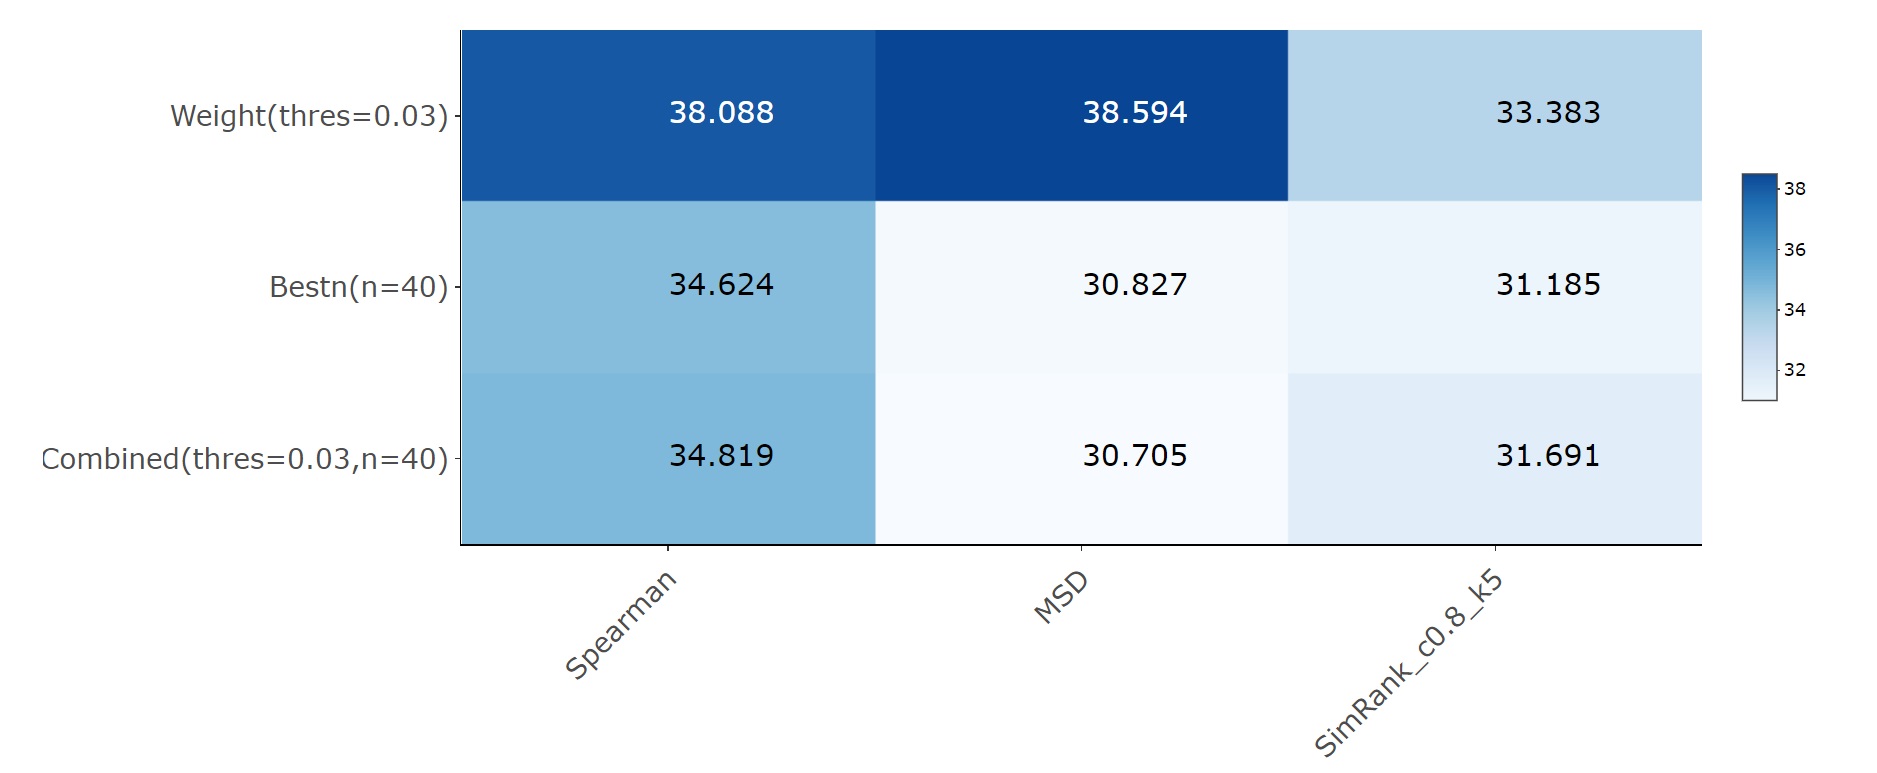 Weight(thres=0.03)
38.088
38.594
33.383
Bestn(n=40)
34.624
30.827
31.185
Combined(thres=0.03,n=40)
34.819
30.705
31.691
Spearman
MSD
SimRank_c0.8_k5
38
36
34
32